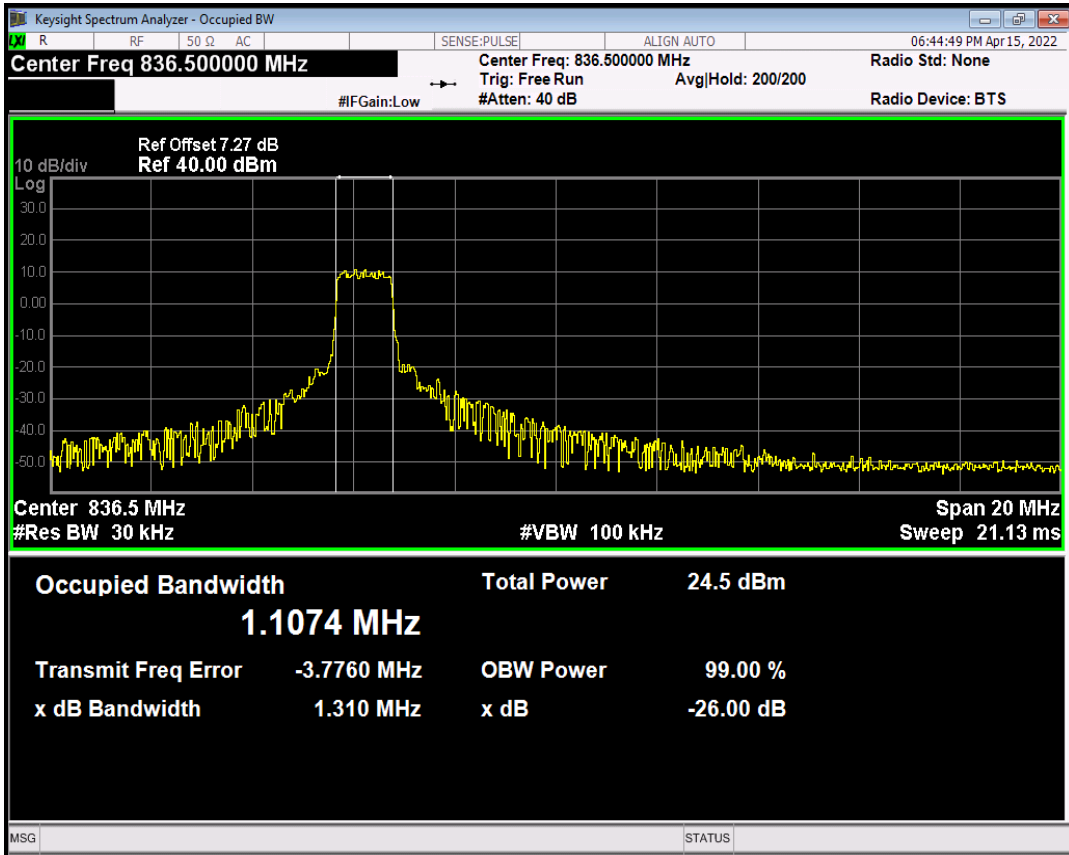 Keysight Spectrum Analyzer - Occupied BW
LXI R RF 50 Ω AC SENSE:PULSE ALIGN AUTO 06:44:49 PM Apr 15, 2022
Center Freq 836.500000 MHz Center Freq: 836.500000 MHz Radio Std: None
Trig: Free Run Avg|Hold: 200/200
#IFGain:Low #Atten: 40 dB Radio Device: BTS
Ref Offset 7.27 dB
10 dB/div Ref 40.00 dBm
Log
30.0
20.0
10.0
0.00
-10.0
-20.0
-30.0
-40.0
-50.0
Center 836.5 MHz Span 20 MHz
#Res BW 30 kHz #VBW 100 kHz Sweep 21.13 ms
Occupied Bandwidth Total Power 24.5 dBm
1.1074 MHz
Transmit Freq Error -3.7760 MHz OBW Power 99.00 %
x dB Bandwidth 1.310 MHz x dB -26.00 dB
MSG STATUS